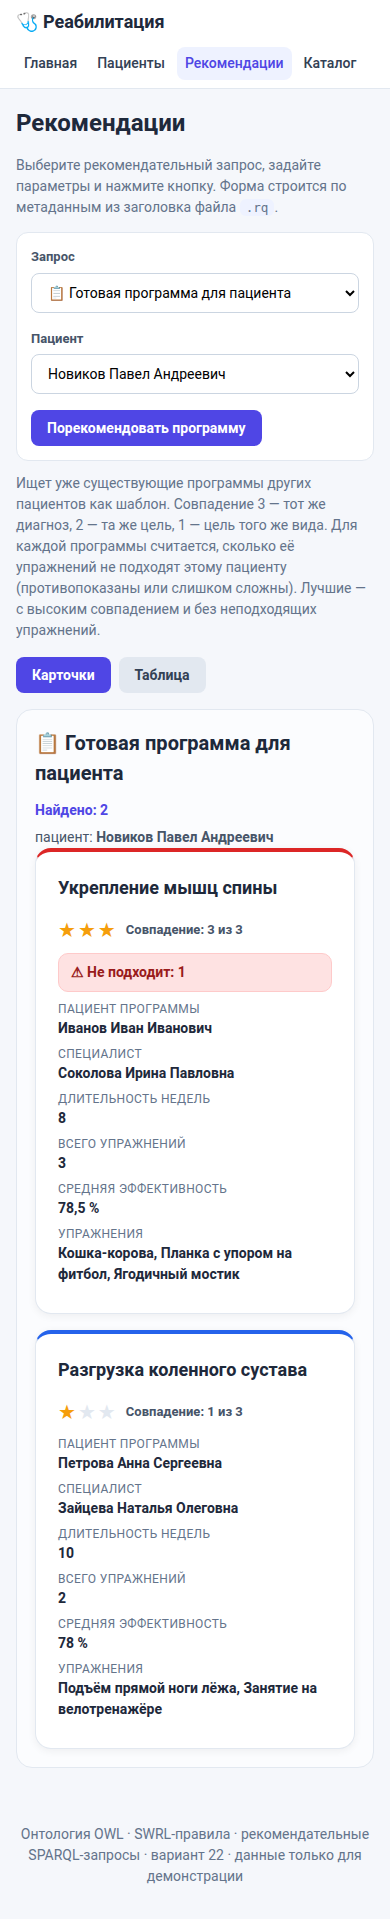 🩺 Реабилитация
Главная Пациенты Рекомендации Каталог
Рекомендации
Выберите рекомендательный запрос, задайте
параметры и нажмите кнопку. Форма строится по
метаданным из заголовка файла .rq .
Запрос
📋 Готовая программа для пациента
Пациент
Новиков Павел Андреевич
Порекомендовать программу
Ищет уже существующие программы других
пациентов как шаблон. Совпадение 3 — тот же
диагноз, 2 — та же цель, 1 — цель того же вида. Для
каждой программы считается, сколько её
упражнений не подходят этому пациенту
(противопоказаны или слишком сложны). Лучшие —
с высоким совпадением и без неподходящих
упражнений.
Карточки Таблица
📋 Готовая программа для
пациента
Найдено: 2
пациент: Новиков Павел Андреевич
Укрепление мышц спины
★★★ Совпадение: 3 из 3
⚠ Не подходит: 1
ПАЦИЕНТ ПРОГРАММЫ
Иванов Иван Иванович
СПЕЦИАЛИСТ
Соколова Ирина Павловна
ДЛИТЕЛЬНОСТЬ НЕДЕЛЬ
8
ВСЕГО УПРАЖНЕНИЙ
3
СРЕДНЯЯ ЭФФЕКТИВНОСТЬ
78,5 %
УПРАЖНЕНИЯ
Кошка-корова, Планка с упором на
фитбол, Ягодичный мостик
Разгрузка коленного сустава
★★★ Совпадение: 1 из 3
ПАЦИЕНТ ПРОГРАММЫ
Петрова Анна Сергеевна
СПЕЦИАЛИСТ
Зайцева Наталья Олеговна
ДЛИТЕЛЬНОСТЬ НЕДЕЛЬ
10
ВСЕГО УПРАЖНЕНИЙ
2
СРЕДНЯЯ ЭФФЕКТИВНОСТЬ
78 %
УПРАЖНЕНИЯ
Подъём прямой ноги лёжа, Занятие на
велотренажёре
Онтология OWL · SWRL-правила · рекомендательные
SPARQL-запросы · вариант 22 · данные только для
демонстрации